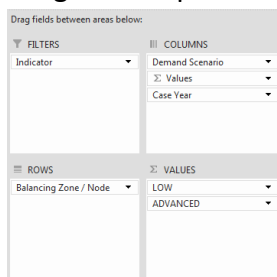 Drag fields between areas below:
FILTERS
Indicator
COLUMNS
Demand Scenario
Σ Values
Case Year
ROWS
Balancing Zone / Node
Σ VALUES
LOW
ADVANCED